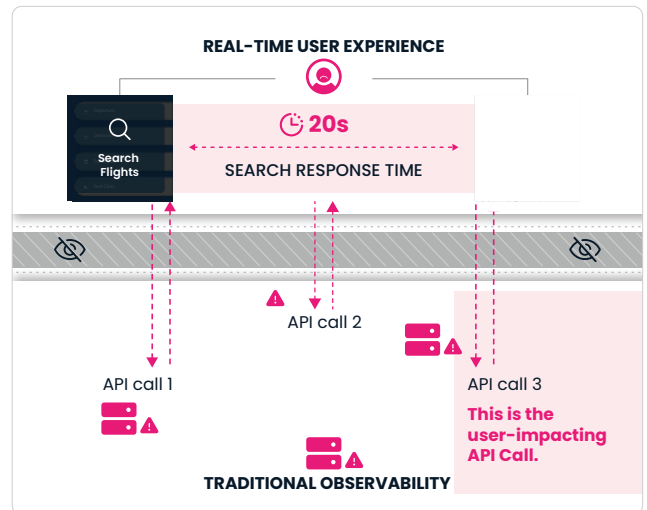 REAL-TIME USER EXPERIENCE
20s
Search
Flights
SEARCH RESPONSE TIME
API call 2
API call 1
API call 3
This is the
user-impacting
API Call.
TRADITIONAL OBSERVABILITY